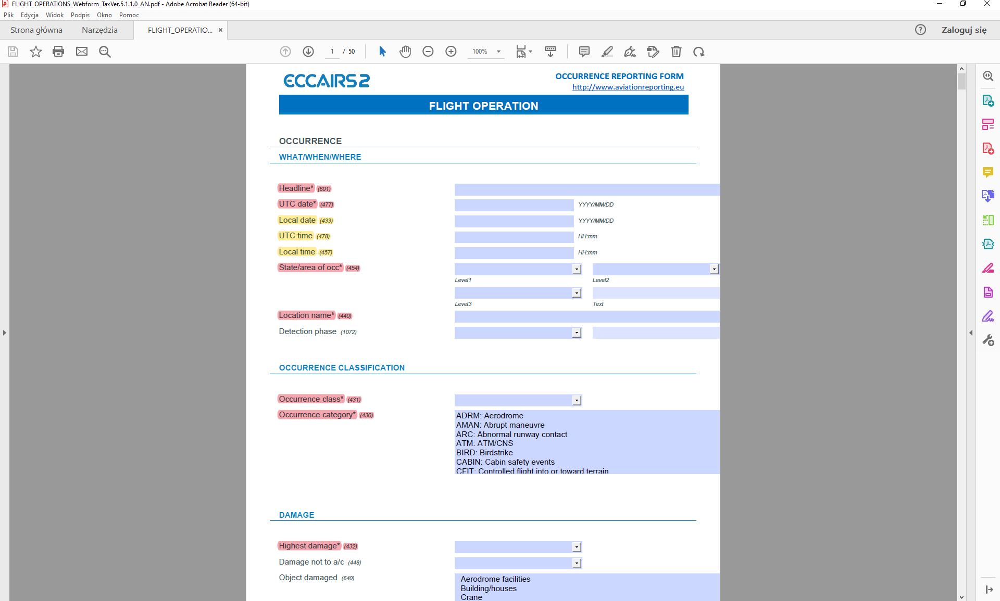 FLIGHT_OPERATIONS_Webform_TaxVer.5.1.1.0_AN.pdf - Adobe Acrobat Reader (64-bit)
Plik Edycja Widok Podpis Okno Pomoc
Strona główna Narzędzia FLIGHT_OPERATIO... × Zaloguj się
1 / 50 100%
ECCAIRS2 OCCURRENCE REPORTING FORM
http://www.aviationreporting.eu
FLIGHT OPERATION
OCCURRENCE
WHAT/WHEN/WHERE
Headline* (601)
UTC date* (477) YYYY/MM/DD
Local date (433) YYYY/MM/DD
UTC time (478) HH:mm
Local time (457) HH:mm
State/area of occ* (454)
Level1 Level2
Level3 Text
Location name* (440)
Detection phase (1072)
OCCURRENCE CLASSIFICATION
Occurrence class* (431)
Occurrence category* (430)
ADRM: Aerodrome
AMAN: Abrupt maneuvre
ARC: Abnormal runway contact
ATM: ATM/CNS
BIRD: Birdstrike
CABIN: Cabin safety events
CFIT: Controlled flight into or toward terrain
DAMAGE
Highest damage* (432)
Damage not to a/c (448)
Object damaged (640)
Aerodrome facilities
Building/houses
Crane